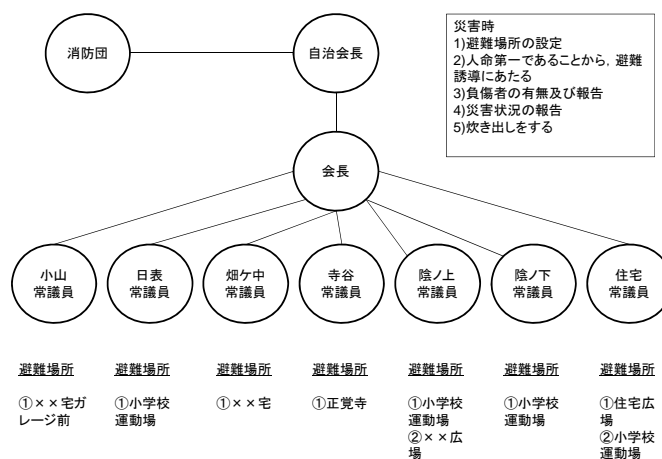 消防団
自治会長
災害時
1)避難場所の設定
2)人命第一であることから, 避難
誘導にあたる
3)負傷者の有無及び報告
4)災害状況の報告
5)炊き出しをする
会長
小山
常議員
日表
常議員
畑ケ中
常議員
寺谷
常議員
陰ノ上
常議員
陰ノ下
常議員
住宅
常議員
避難場所
①××宅ガ
レージ前
避難場所
①小学校
運動場
避難場所
①××宅
避難場所
①正覚寺
避難場所
①小学校
運動場
②××広
場
避難場所
①小学校
運動場
避難場所
①住宅広
場
②小学校
運動場